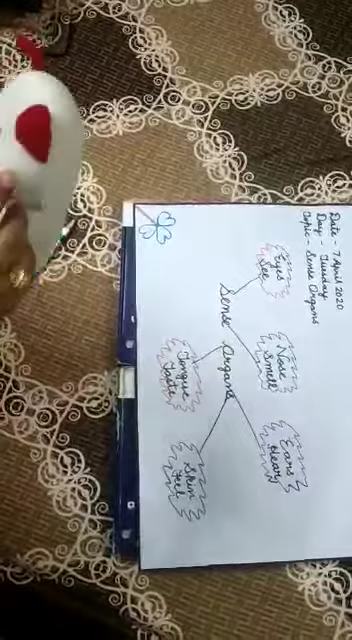 Date - 7 April 2020
Day - Tuesday
Topic - Sense Organs
Eyes
See
Nose
Smell
Ears
Hear
Sense Organs
Tongue
Taste
Skin
Feel